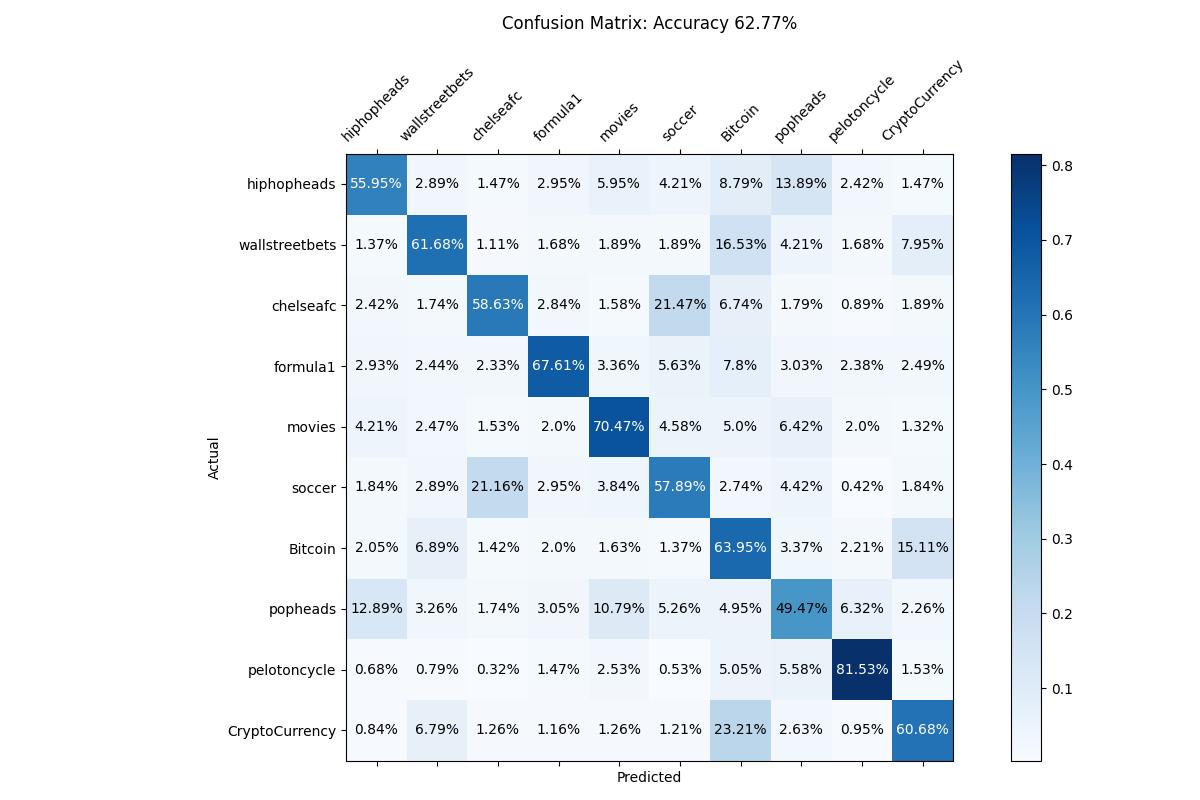 Confusion Matrix: Accuracy 62.77%
hiphopheads wallstreetbets chelseafc formula1 movies soccer Bitcoin popheads pelotoncycle CryptoCurrency
hiphopheads 55.95% 2.89% 1.47% 2.95% 5.95% 4.21% 8.79% 13.89% 2.42% 1.47%
wallstreetbets 1.37% 61.68% 1.11% 1.68% 1.89% 1.89% 16.53% 4.21% 1.68% 7.95%
chelseafc 2.42% 1.74% 58.63% 2.84% 1.58% 21.47% 6.74% 1.79% 0.89% 1.89%
formula1 2.93% 2.44% 2.33% 67.61% 3.36% 5.63% 7.8% 3.03% 2.38% 2.49%
movies 4.21% 2.47% 1.53% 2.0% 70.47% 4.58% 5.0% 6.42% 2.0% 1.32%
soccer 1.84% 2.89% 21.16% 2.95% 3.84% 57.89% 2.74% 4.42% 0.42% 1.84%
Bitcoin 2.05% 6.89% 1.42% 2.0% 1.63% 1.37% 63.95% 3.37% 2.21% 15.11%
popheads 12.89% 3.26% 1.74% 3.05% 10.79% 5.26% 4.95% 49.47% 6.32% 2.26%
pelotoncycle 0.68% 0.79% 0.32% 1.47% 2.53% 0.53% 5.05% 5.58% 81.53% 1.53%
CryptoCurrency 0.84% 6.79% 1.26% 1.16% 1.26% 1.21% 23.21% 2.63% 0.95% 60.68%
Actual
Predicted
0.8
0.7
0.6
0.5
0.4
0.3
0.2
0.1